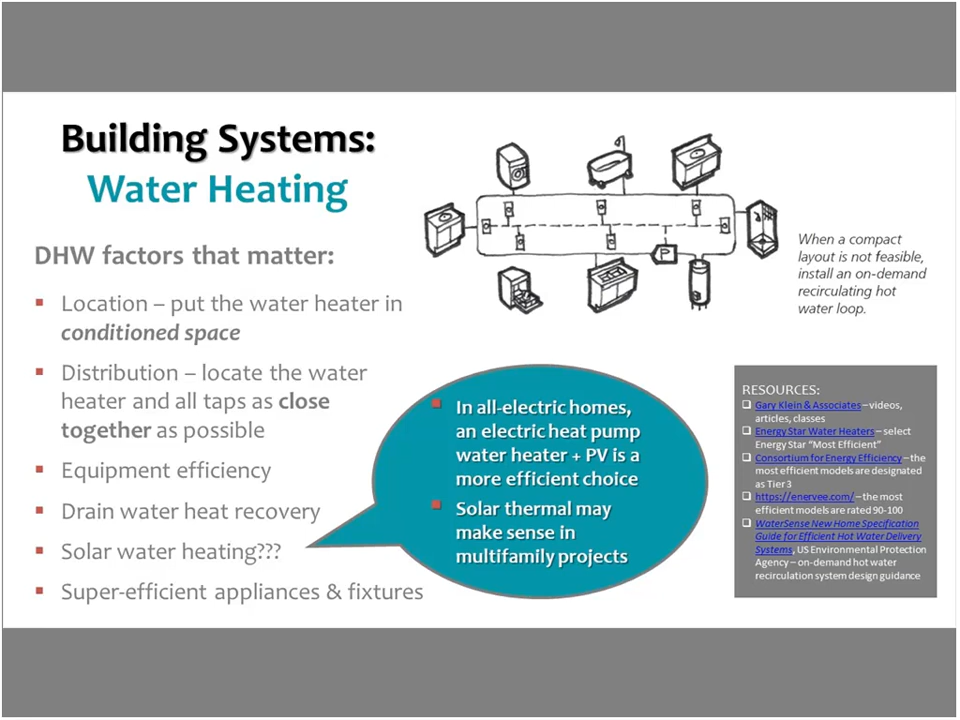 Building Systems:
Water Heating
DHW factors that matter:
▪ Location – put the water heater in
conditioned space
▪ Distribution – locate the water
heater and all taps as close
together as possible
▪ Equipment efficiency
▪ Drain water heat recovery
▪ Solar water heating???
▪ Super-efficient appliances & fixtures
P
When a compact
layout is not feasible,
install an on-demand
recirculating hot
water loop.
▪ In all-electric homes,
an electric heat pump
water heater + PV is a
more efficient choice
▪ Solar thermal may
make sense in
multifamily projects
RESOURCES:
❑ Gary Klein & Associates – videos,
articles, classes
❑ Energy Star Water Heaters – select
Energy Star "Most Efficient"
❑ Consortium for Energy Efficiency – the
most efficient models are designated
as Tier 3
❑ https://enervee.com/ – the most
efficient models are rated 90-100
❑ WaterSense New Home Specification
Guide for Efficient Hot Water Delivery
Systems, US Environmental Protection
Agency – on-demand hot water
recirculation system design guidance